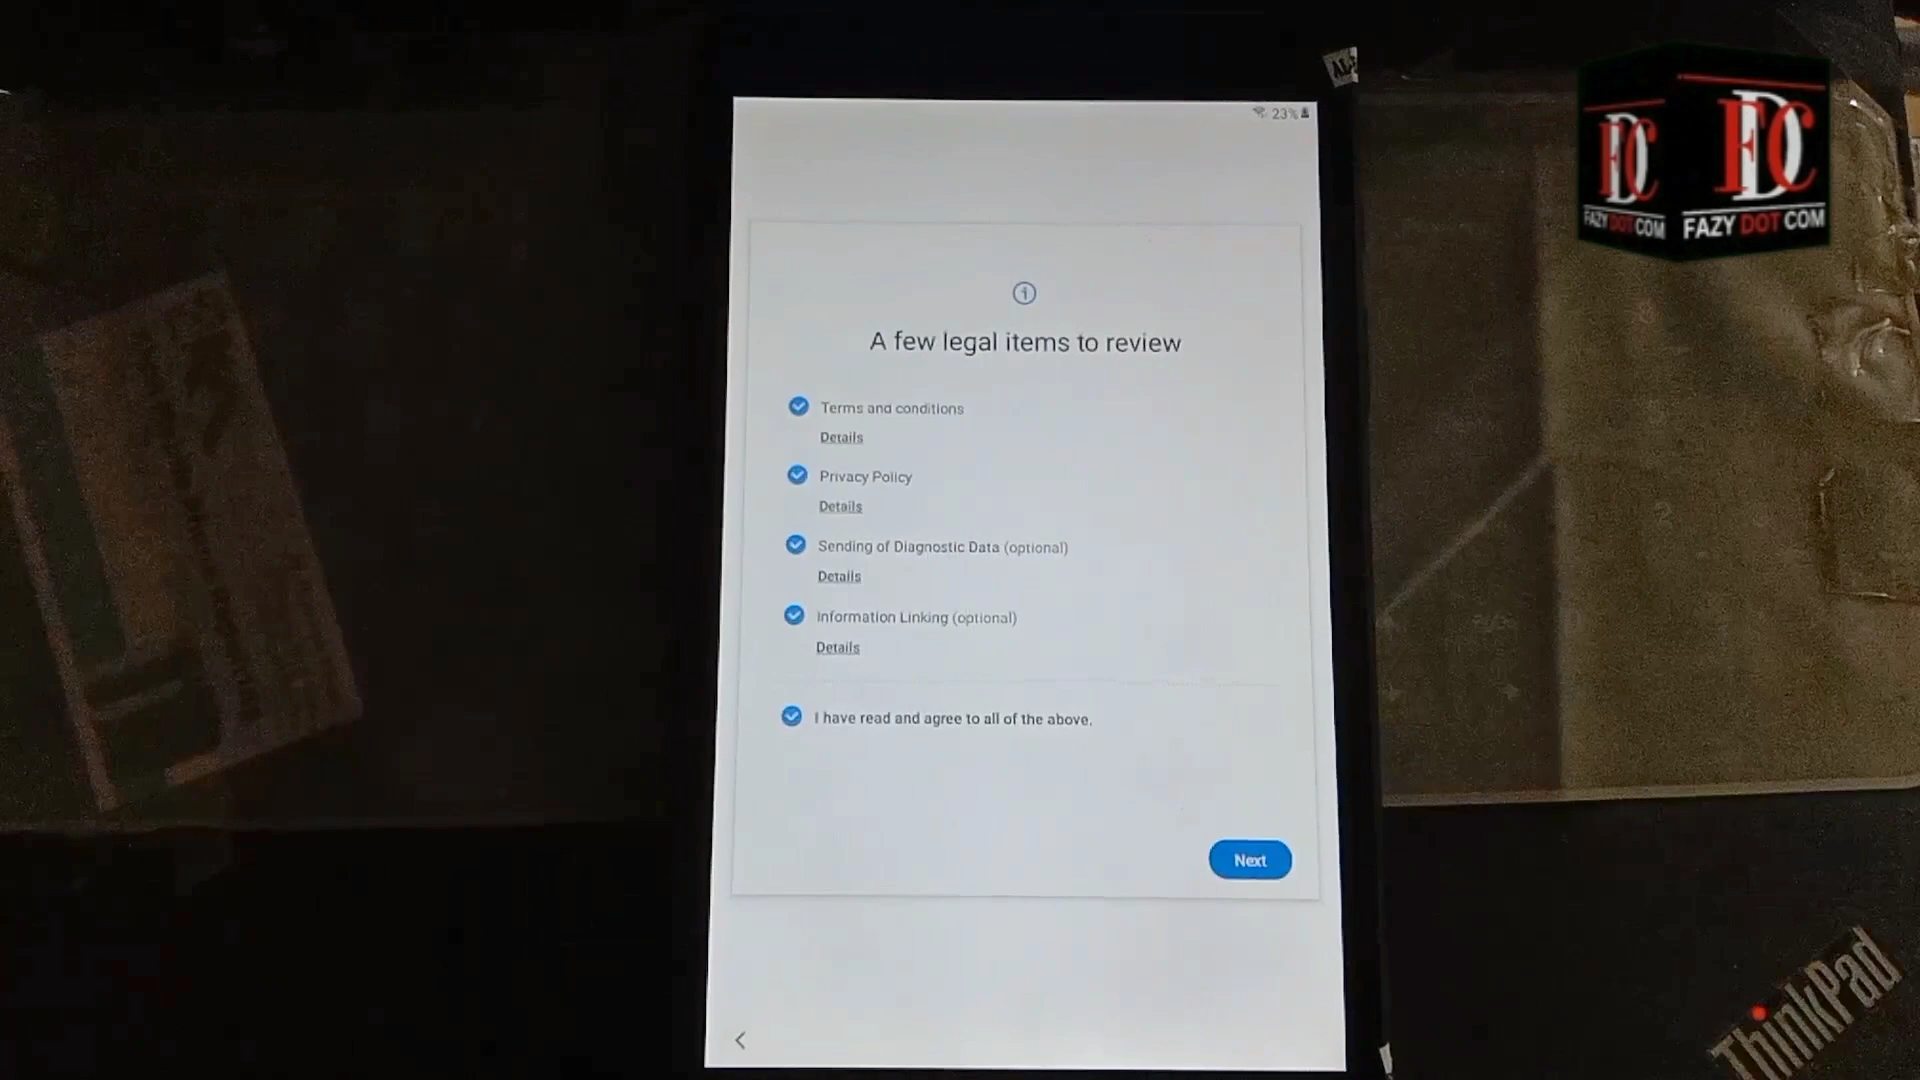 23%
A few legal items to review
Terms and conditions
Details
Privacy Policy
Details
Sending of Diagnostic Data (optional)
Details
Information Linking (optional)
Details
I have read and agree to all of the above.
Next
FDC
FAZY DOT COM
FDC
FAZY DOT COM
ThinkPad